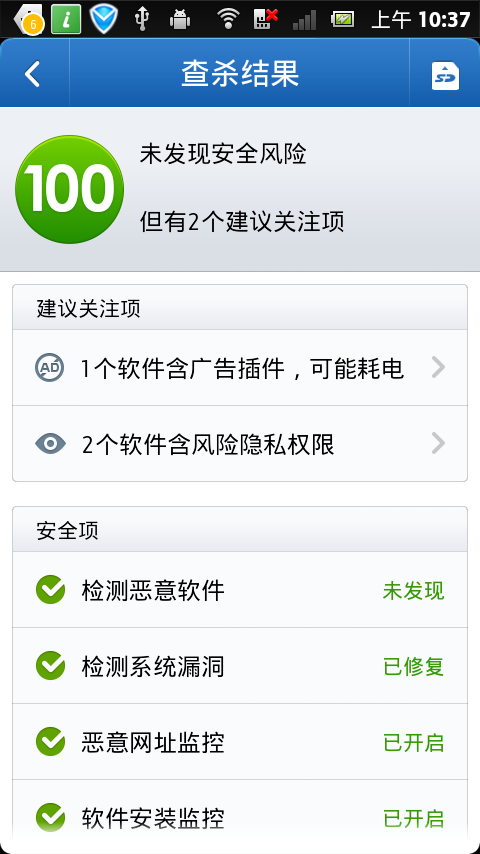 6
i
上午 10:37
查杀结果
SD
100
未发现安全风险
但有2个建议关注项
建议关注项
AD
1个软件含广告插件，可能耗电
2个软件含风险隐私权限
安全项
检测恶意软件
未发现
检测系统漏洞
已修复
恶意网址监控
已开启
软件安装监控
已开启